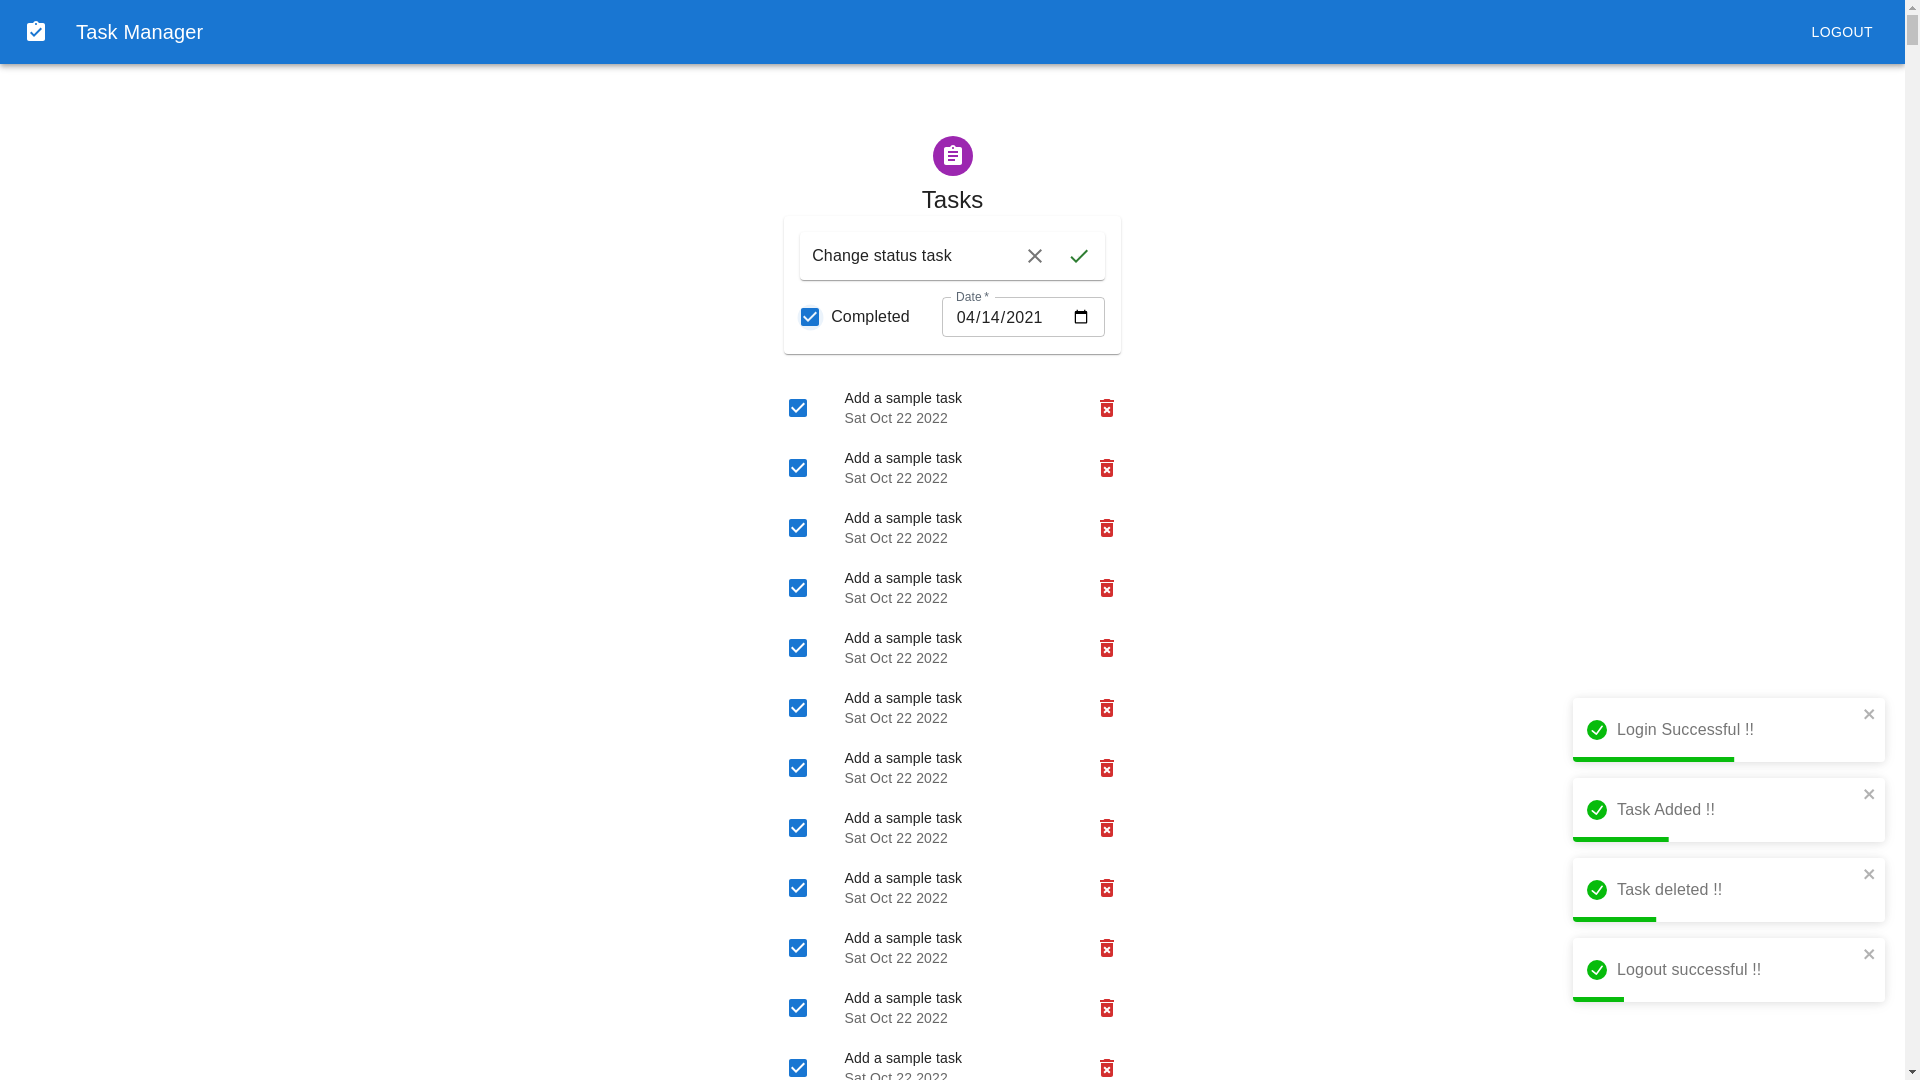 Task Manager
LOGOUT
Tasks
Change status task
Completed
Date *
04/14/2021
Add a sample task
Sat Oct 22 2022
Add a sample task
Sat Oct 22 2022
Add a sample task
Sat Oct 22 2022
Add a sample task
Sat Oct 22 2022
Add a sample task
Sat Oct 22 2022
Add a sample task
Sat Oct 22 2022
Add a sample task
Sat Oct 22 2022
Add a sample task
Sat Oct 22 2022
Add a sample task
Sat Oct 22 2022
Add a sample task
Sat Oct 22 2022
Add a sample task
Sat Oct 22 2022
Add a sample task
Sat Oct 22 2022
Login Successful !!
Task Added !!
Task deleted !!
Logout successful !!